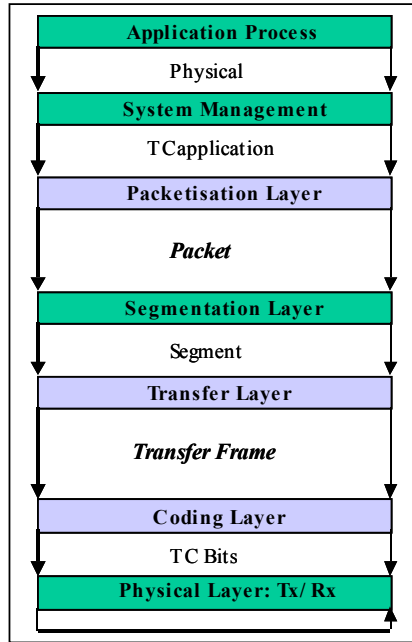 Application Process
Physical
System Management
TCapplication
Packetisation Layer
Packet
Segmentation Layer
Segment
Transfer Layer
Transfer Frame
Coding Layer
TC Bits
Physical Layer: Tx/ Rx